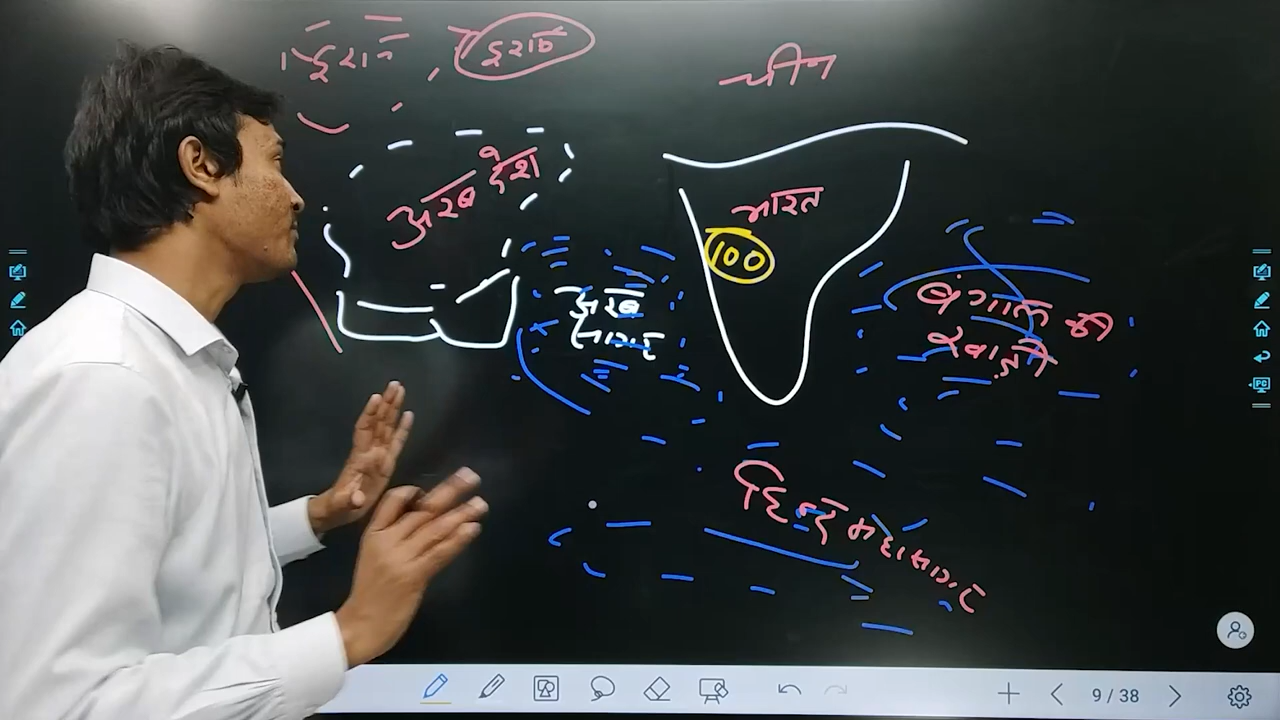 ईरान, इराक
चीन
अरब देश
भारत
100
अरब
सागर
बंगाल की
खाड़ी
हिन्द महासागर
9 / 38